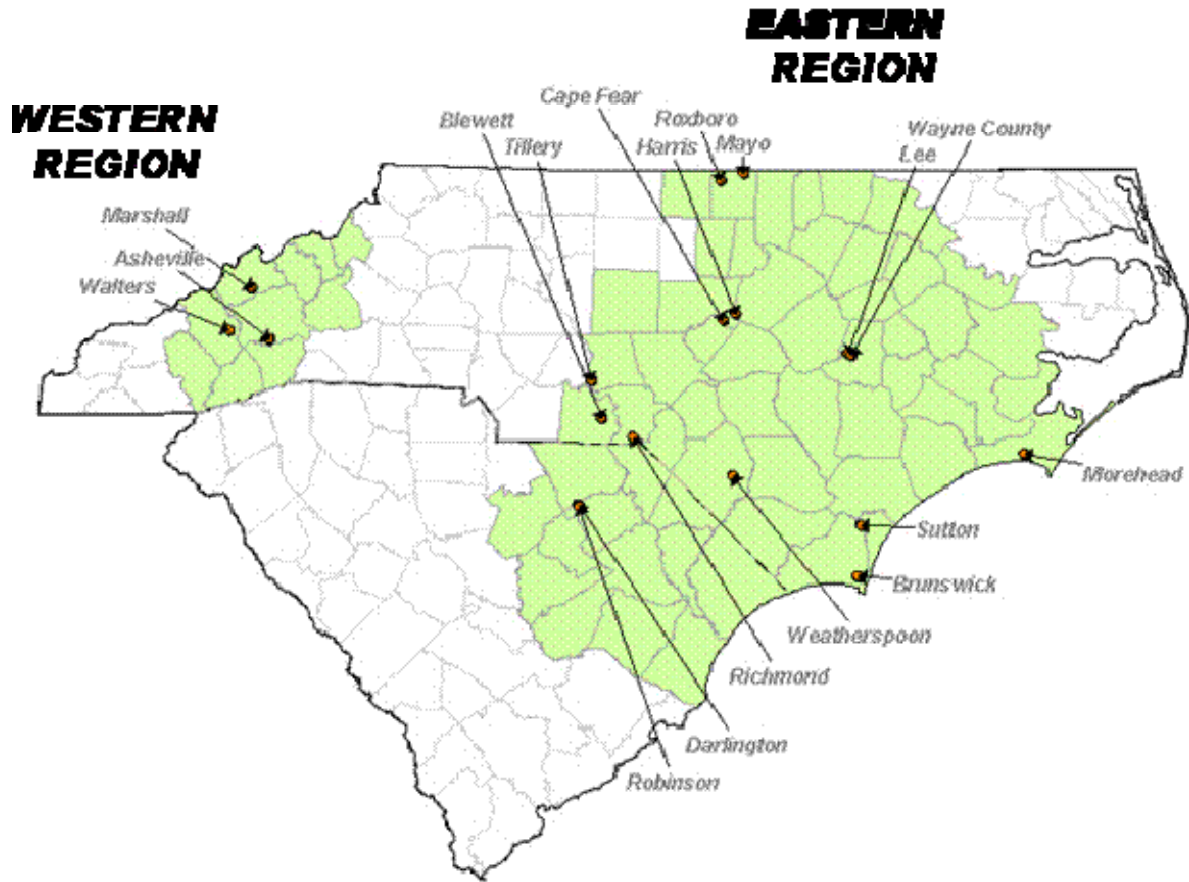 EASTERN
REGION
WESTERN
REGION
Cape Fear
Blewett
Roxboro
Tillery
Harris
Mayo
Wayne County
Lee
Marshall
Asheville
Walters
Morehead
Sutton
Brunswick
Weatherspoon
Richmond
Darlington
Robinson